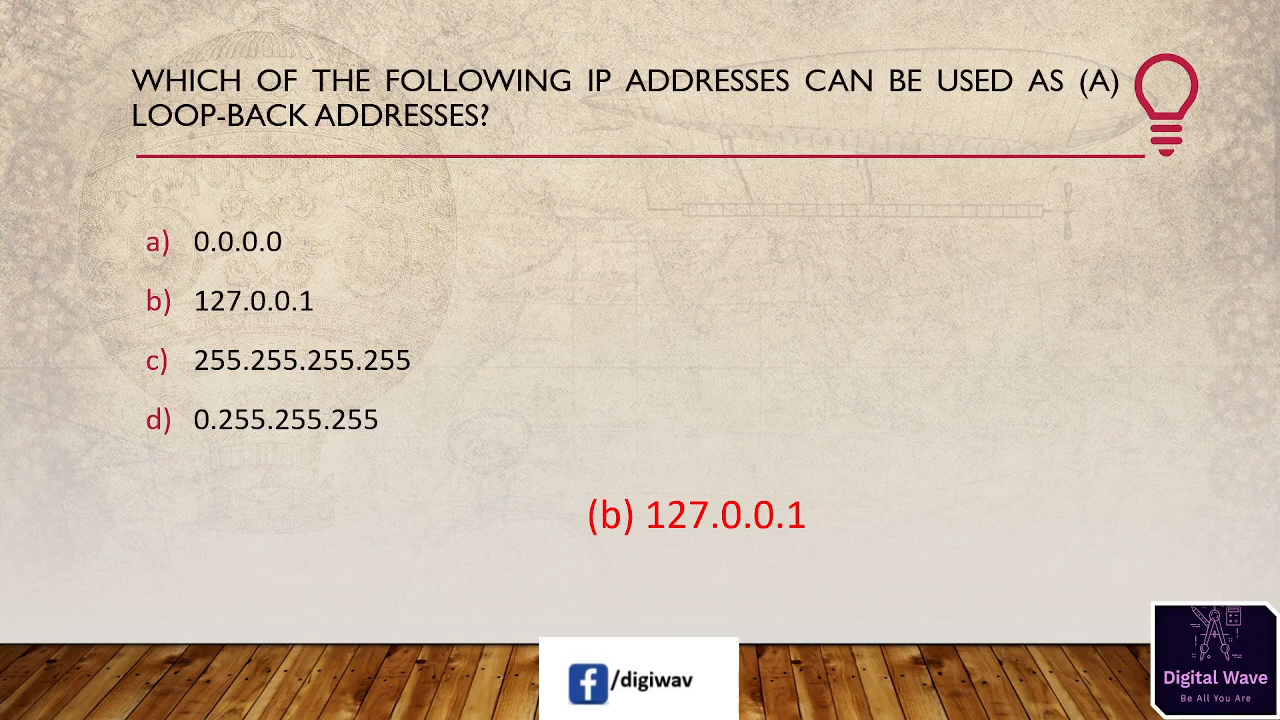 WHICH OF THE FOLLOWING IP ADDRESSES CAN BE USED AS (A)
LOOP-BACK ADDRESSES?
a) 0.0.0.0
b) 127.0.0.1
c) 255.255.255.255
d) 0.255.255.255
(b) 127.0.0.1
f/digiwav
Digital Wave
Be All You Are